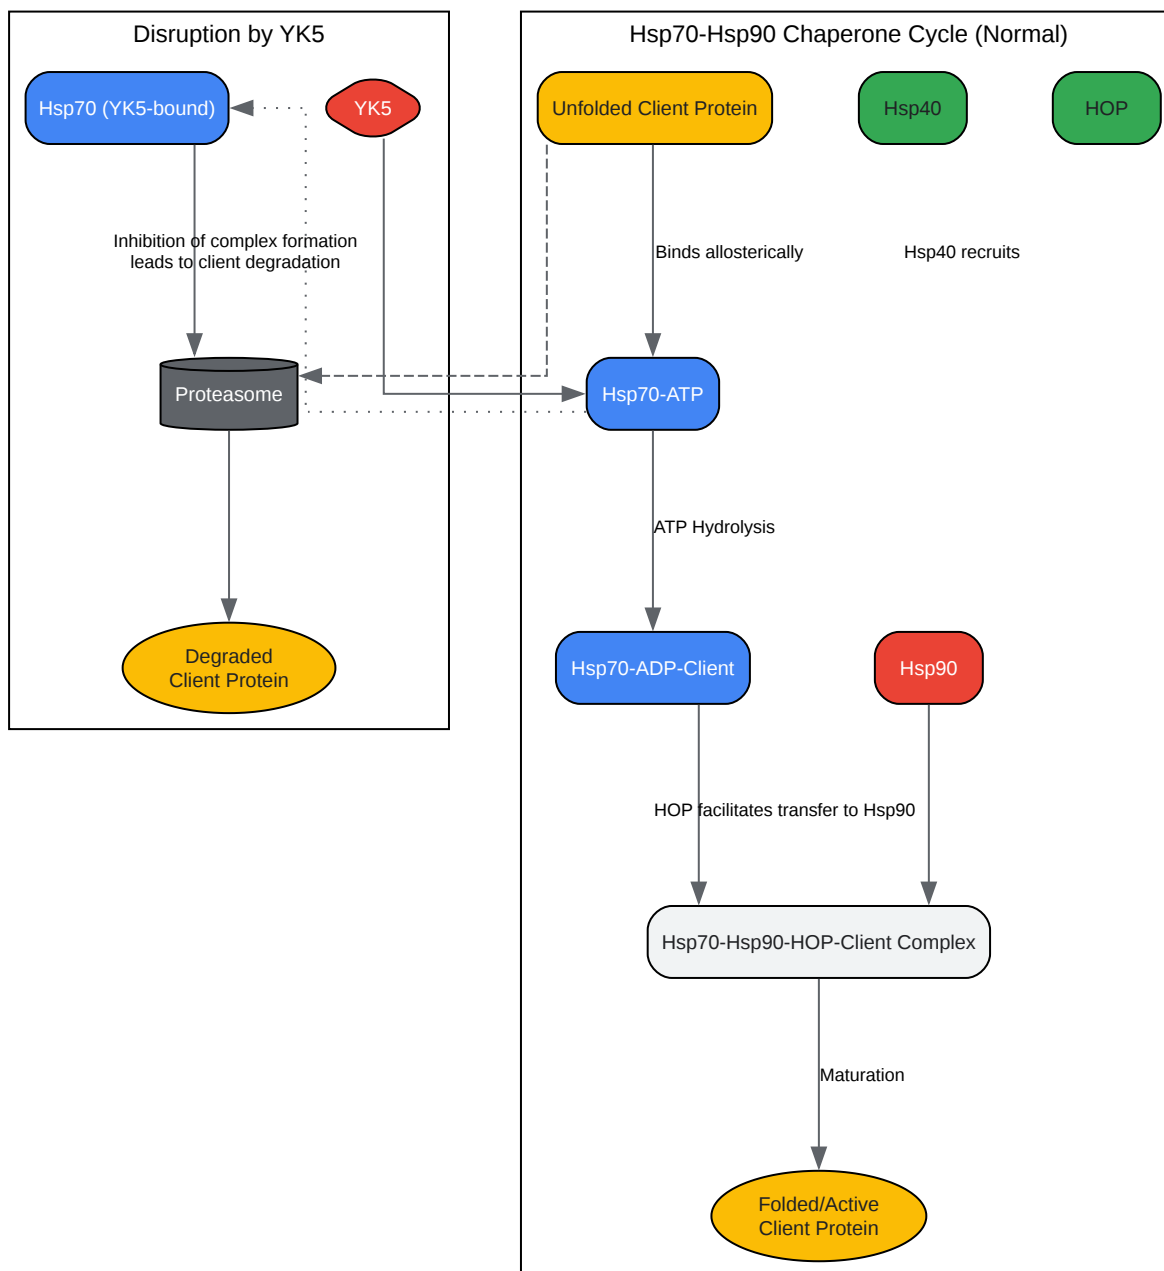 Disruption by YK5
Hsp70 (YK5-bound)
YK5
Inhibition of complex formation
leads to client degradation
Proteasome
Degraded
Client Protein
Hsp70-Hsp90 Chaperone Cycle (Normal)
Unfolded Client Protein
Hsp40
HOP
Binds allosterically
Hsp40 recruits
Hsp70-ATP
ATP Hydrolysis
Hsp70-ADP-Client
Hsp90
HOP facilitates transfer to Hsp90
Hsp70-Hsp90-HOP-Client Complex
Maturation
Folded/Active
Client Protein